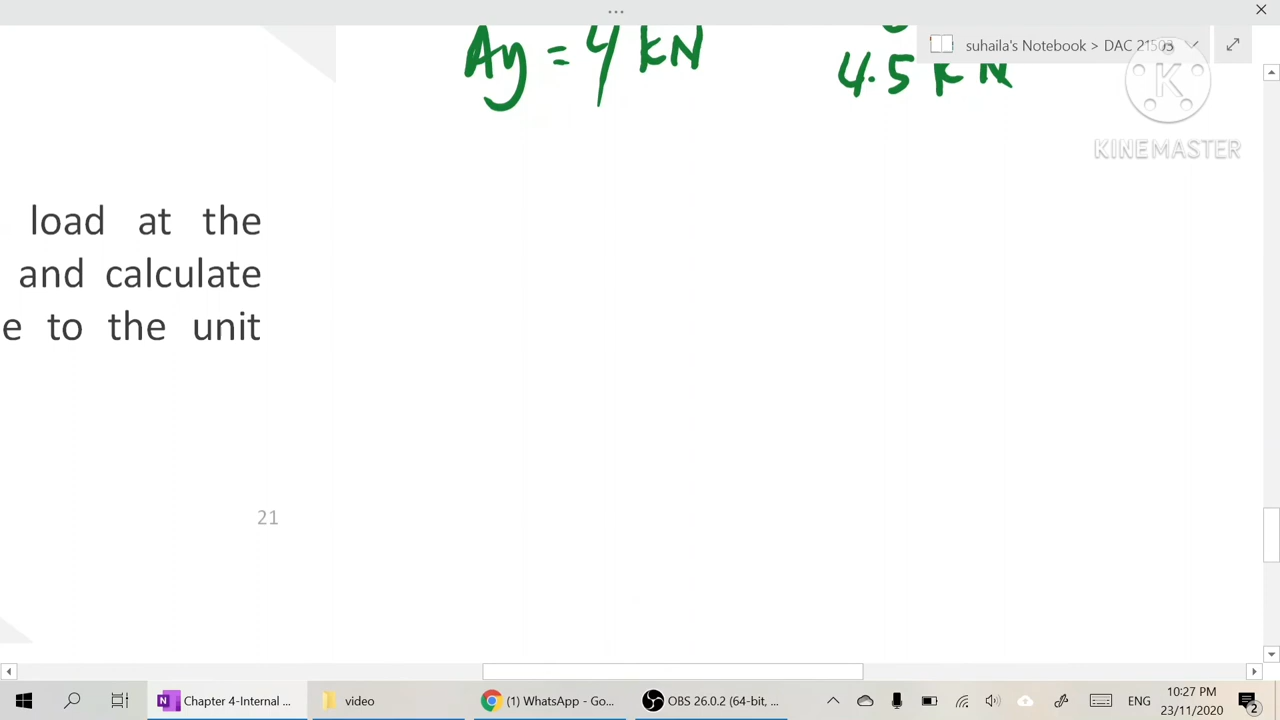 Ay = 4 kN
4.5 kN
suhaila's Notebook > DAC 21503
K
KINEMASTER
load at the
and calculate
e to the unit
21
Chapter 4-Internal ...
video
(1) WhatsApp - Go...
OBS 26.0.2 (64-bit, ...
ENG
10:27 PM
23/11/2020
2